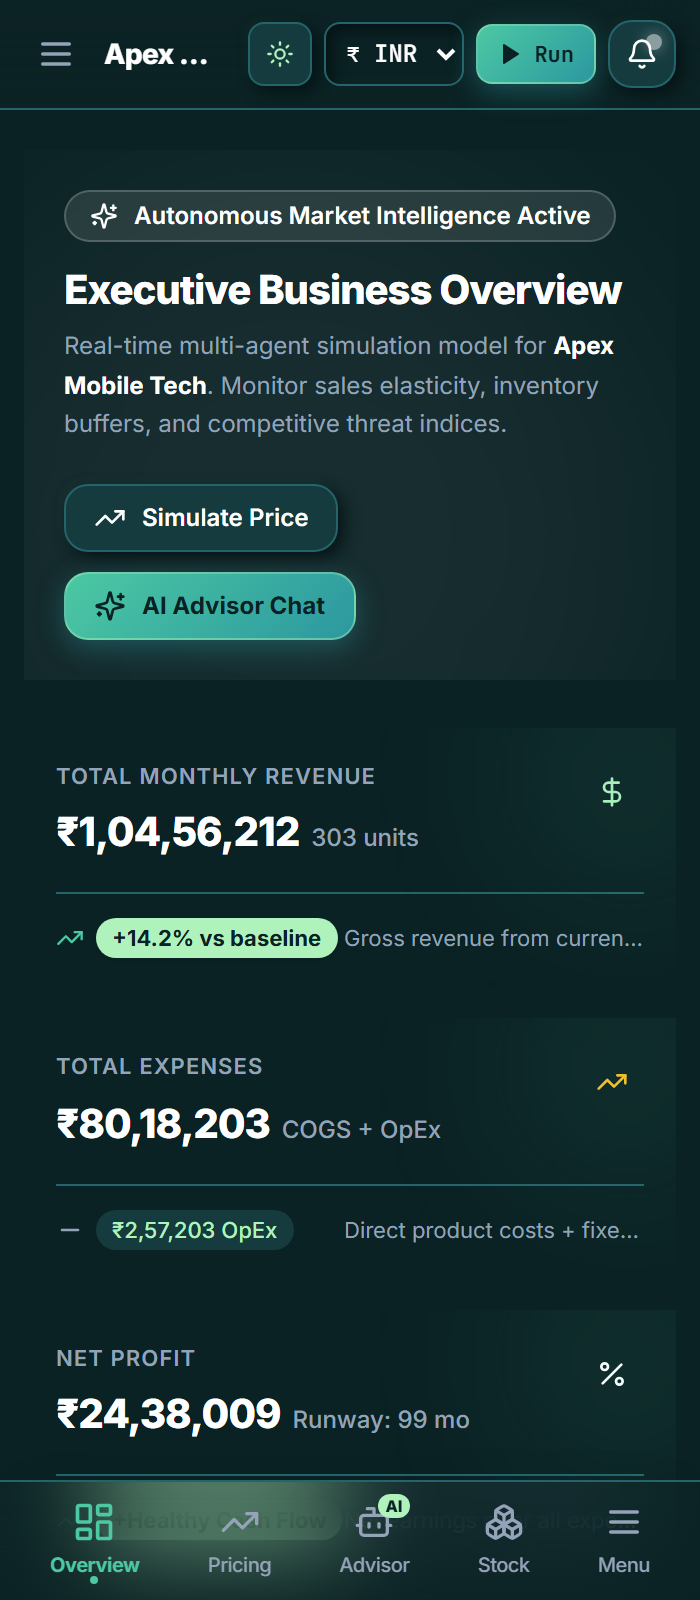 Apex ...
₹ INR
Run
Autonomous Market Intelligence Active
Executive Business Overview
Real-time multi-agent simulation model for Apex
Mobile Tech. Monitor sales elasticity, inventory
buffers, and competitive threat indices.
Simulate Price
AI Advisor Chat
TOTAL MONTHLY REVENUE
$
₹1,04,56,212 303 units
+14.2% vs baseline Gross revenue from curren...
TOTAL EXPENSES
₹80,18,203 COGS + OpEx
₹2,57,203 OpEx Direct product costs + fixe...
NET PROFIT
%
₹24,38,009 Runway: 99 mo
AI
Overview Pricing Advisor Stock Menu